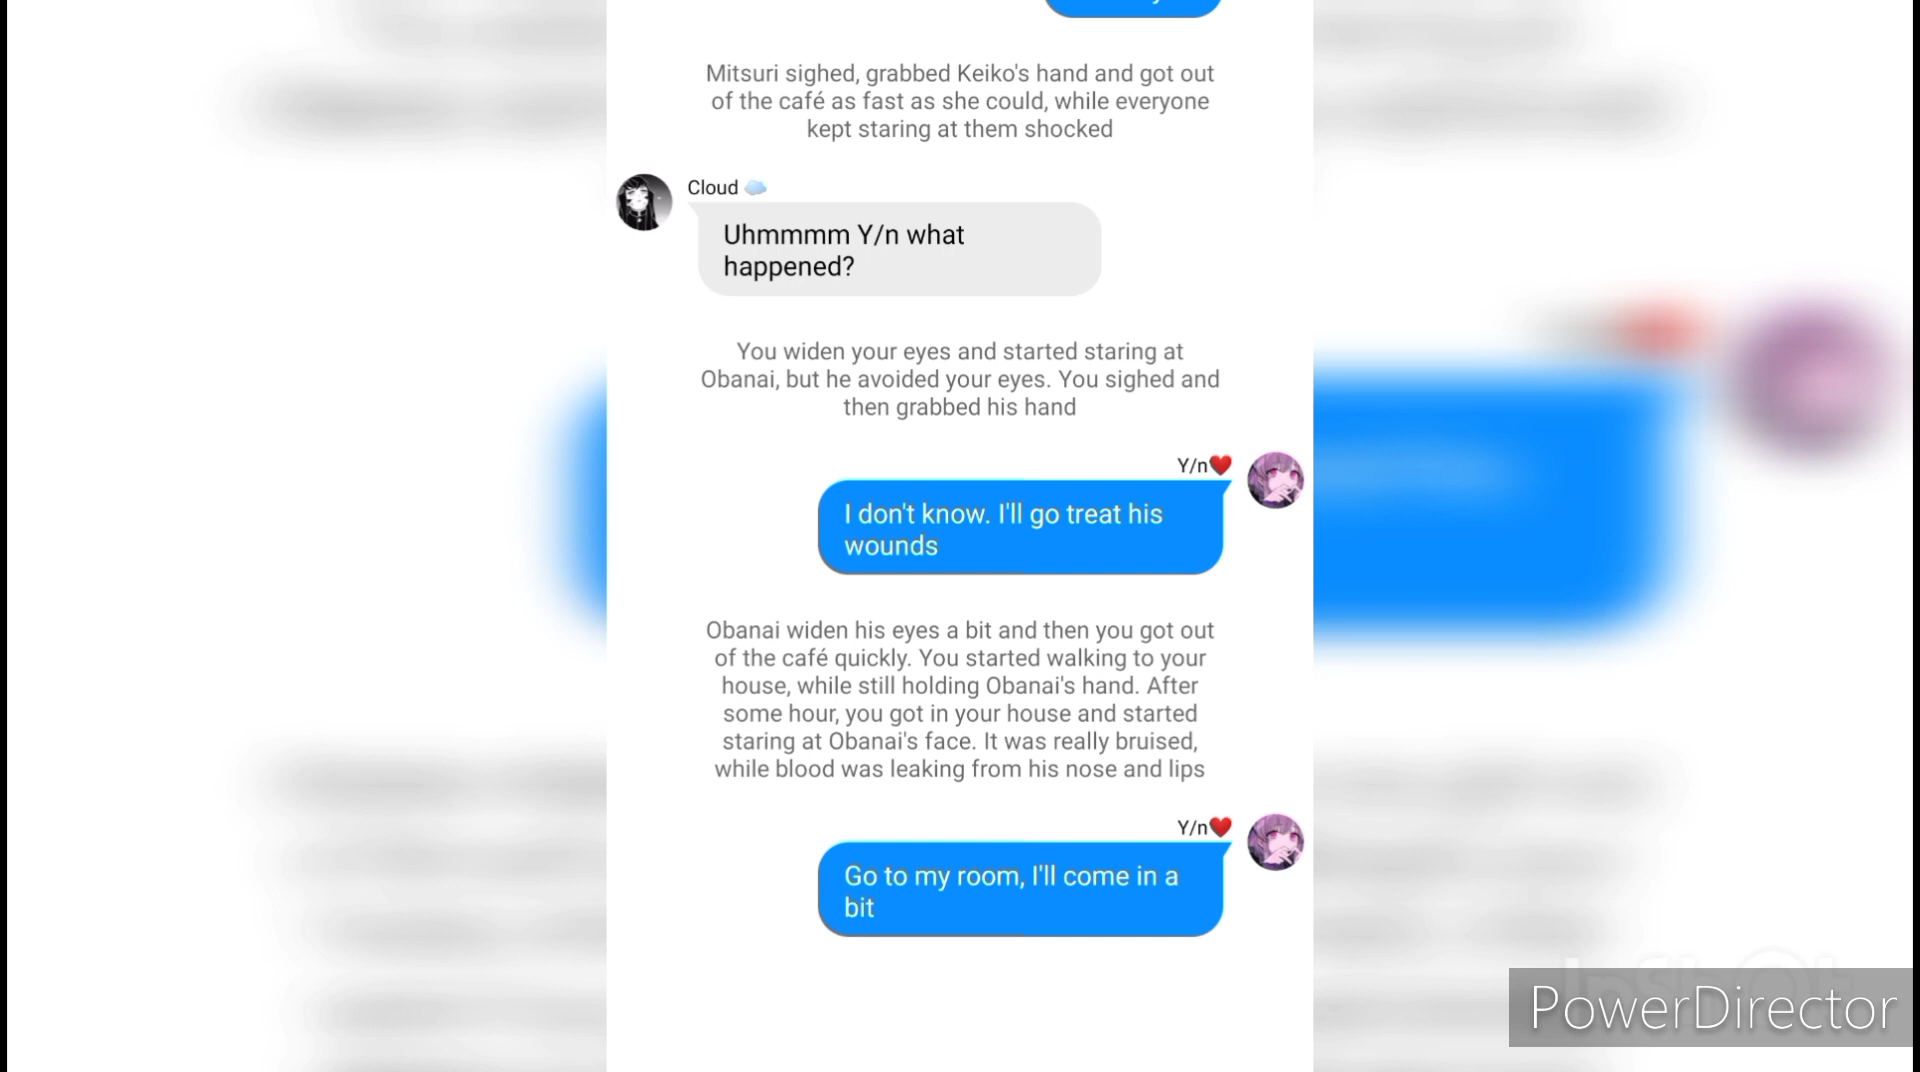 Mitsuri sighed, grabbed Keiko's hand and got out
of the café as fast as she could, while everyone
kept staring at them shocked
Cloud ☁️
Uhmmmm Y/n what
happened?
You widen your eyes and started staring at
Obanai, but he avoided your eyes. You sighed and
then grabbed his hand
Y/n❤️
I don't know. I'll go treat his
wounds
Obanai widen his eyes a bit and then you got out
of the café quickly. You started walking to your
house, while still holding Obanai's hand. After
some hour, you got in your house and started
staring at Obanai's face. It was really bruised,
while blood was leaking from his nose and lips
Y/n❤️
Go to my room, I'll come in a
bit
PowerDirector